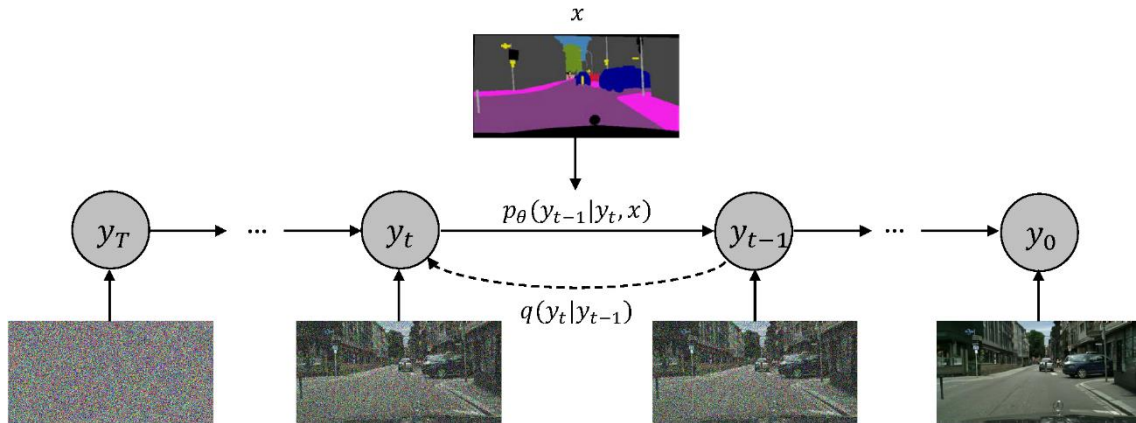 x
p_θ(y_{t−1}|y_t, x)
y_T ... y_t y_{t−1} ... y_0
q(y_t|y_{t−1})